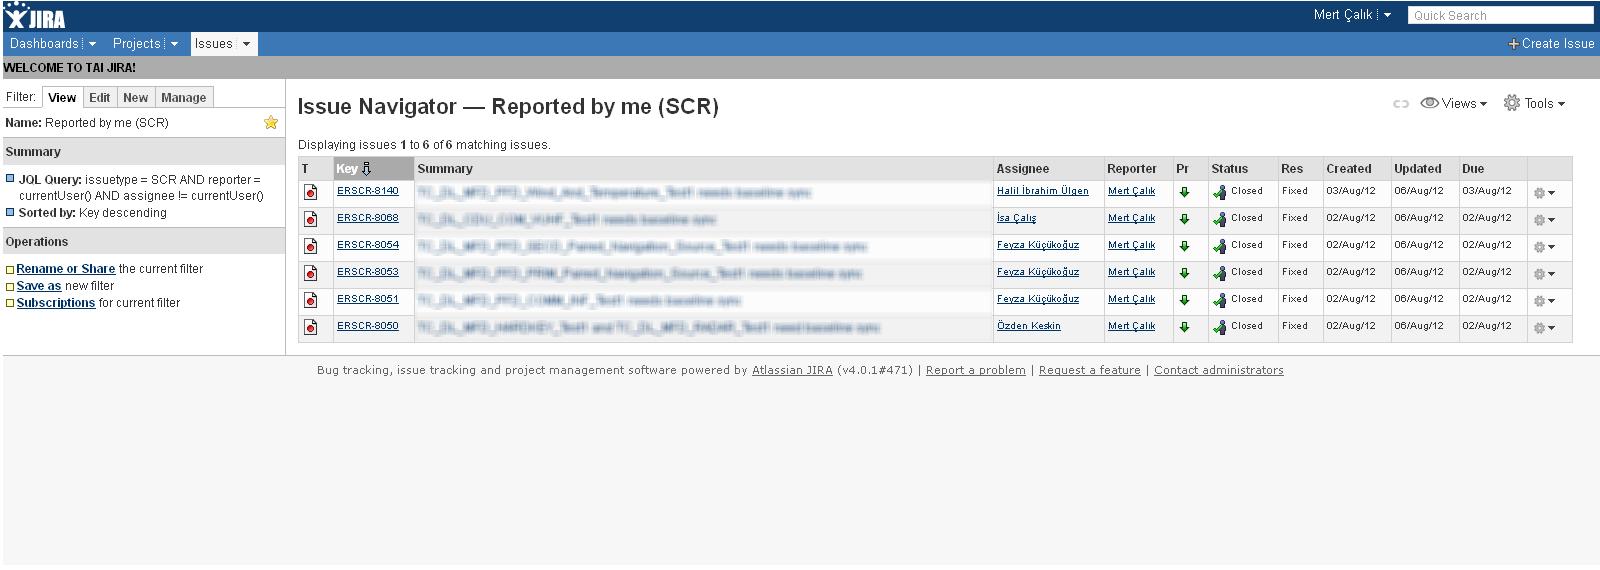 JIRA
Mert Çalık
Quick Search
Dashboards Projects Issues
Create Issue
WELCOME TO TAI JIRA!
Filter: View Edit New Manage
Name: Reported by me (SCR)
Summary
JQL Query: issuetype = SCR AND reporter =
currentUser() AND assignee != currentUser()
Sorted by: Key descending
Operations
Rename or Share the current filter
Save as new filter
Subscriptions for current filter
Issue Navigator — Reported by me (SCR)
Views Tools
Displaying issues 1 to 6 of 6 matching issues.
T Key Summary Assignee Reporter Pr Status Res Created Updated Due
ERSCR-8140 Halil İbrahim Ülgen Mert Çalık Closed Fixed 03/Aug/12 06/Aug/12 03/Aug/12
ERSCR-8068 İsa Çalış Mert Çalık Closed Fixed 02/Aug/12 06/Aug/12 02/Aug/12
ERSCR-8054 Feyza Küçükoğuz Mert Çalık Closed Fixed 02/Aug/12 06/Aug/12 02/Aug/12
ERSCR-8053 Feyza Küçükoğuz Mert Çalık Closed Fixed 02/Aug/12 06/Aug/12 02/Aug/12
ERSCR-8051 Feyza Küçükoğuz Mert Çalık Closed Fixed 02/Aug/12 06/Aug/12 02/Aug/12
ERSCR-8050 Özden Keskin Mert Çalık Closed Fixed 02/Aug/12 06/Aug/12 02/Aug/12
Bug tracking, issue tracking and project management software powered by Atlassian JIRA (v4.0.1#471) | Report a problem | Request a feature | Contact administrators